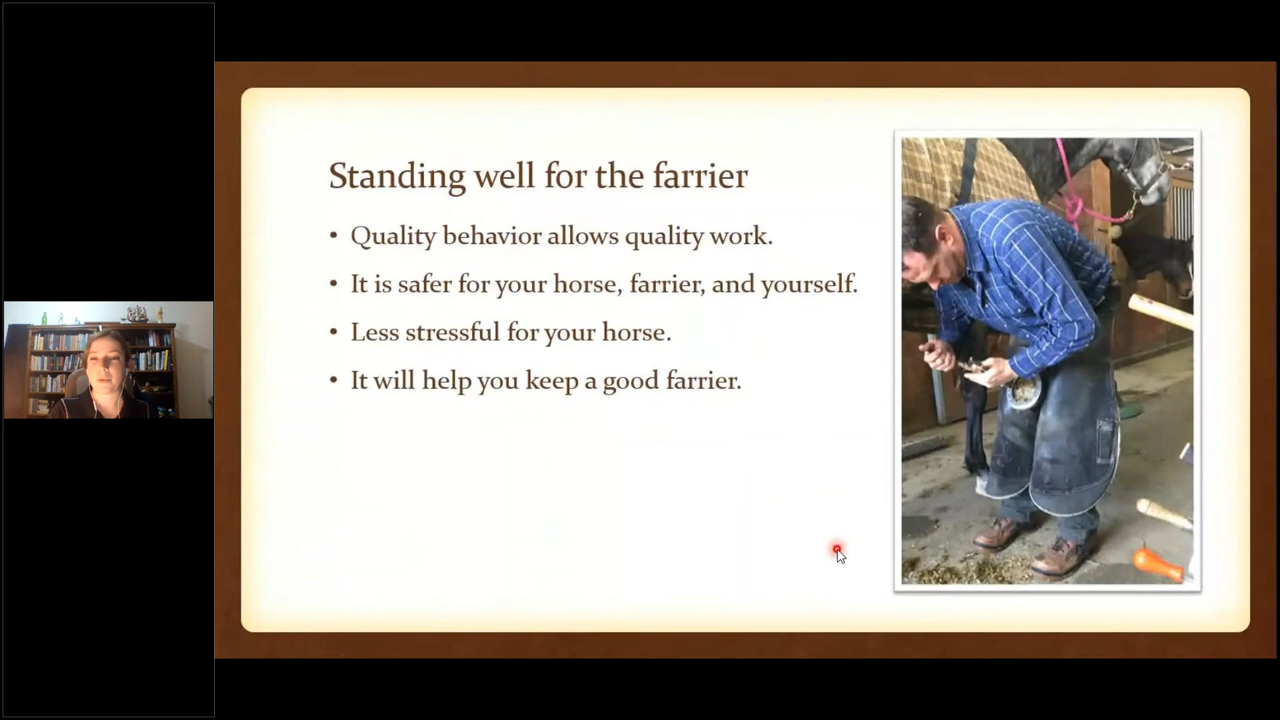 Standing well for the farrier
• Quality behavior allows quality work.
• It is safer for your horse, farrier, and yourself.
• Less stressful for your horse.
• It will help you keep a good farrier.